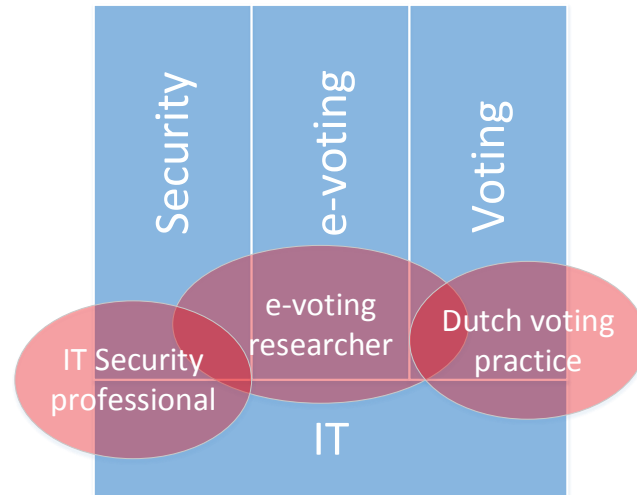 Security
e-voting
Voting
e-voting
researcher
Dutch voting
practice
IT Security
professional
IT